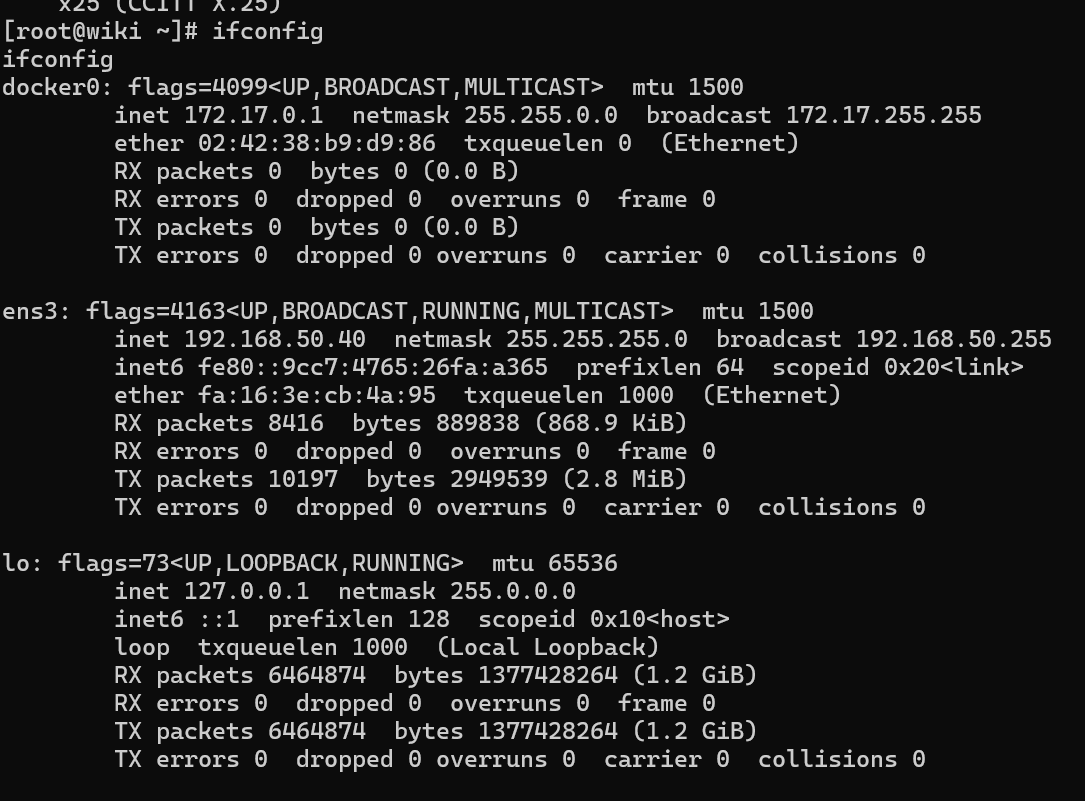 x25 (CCITT X.25)
[root@wiki ~]# ifconfig
ifconfig
docker0: flags=4099<UP,BROADCAST,MULTICAST>  mtu 1500
        inet 172.17.0.1  netmask 255.255.0.0  broadcast 172.17.255.255
        ether 02:42:38:b9:d9:86  txqueuelen 0  (Ethernet)
        RX packets 0  bytes 0 (0.0 B)
        RX errors 0  dropped 0  overruns 0  frame 0
        TX packets 0  bytes 0 (0.0 B)
        TX errors 0  dropped 0 overruns 0  carrier 0  collisions 0

ens3: flags=4163<UP,BROADCAST,RUNNING,MULTICAST>  mtu 1500
        inet 192.168.50.40  netmask 255.255.255.0  broadcast 192.168.50.255
        inet6 fe80::9cc7:4765:26fa:a365  prefixlen 64  scopeid 0x20<link>
        ether fa:16:3e:cb:4a:95  txqueuelen 1000  (Ethernet)
        RX packets 8416  bytes 889838 (868.9 KiB)
        RX errors 0  dropped 0  overruns 0  frame 0
        TX packets 10197  bytes 2949539 (2.8 MiB)
        TX errors 0  dropped 0 overruns 0  carrier 0  collisions 0

lo: flags=73<UP,LOOPBACK,RUNNING>  mtu 65536
        inet 127.0.0.1  netmask 255.0.0.0
        inet6 ::1  prefixlen 128  scopeid 0x10<host>
        loop  txqueuelen 1000  (Local Loopback)
        RX packets 6464874  bytes 1377428264 (1.2 GiB)
        RX errors 0  dropped 0  overruns 0  frame 0
        TX packets 6464874  bytes 1377428264 (1.2 GiB)
        TX errors 0  dropped 0 overruns 0  carrier 0  collisions 0